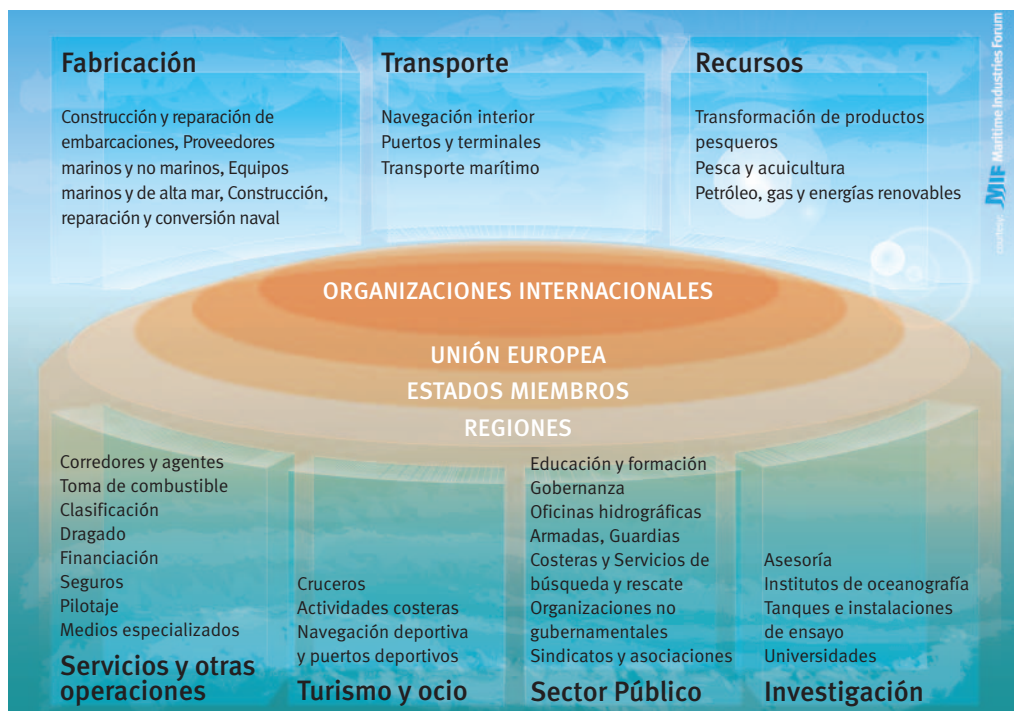 Fabricación
Construcción y reparación de
embarcaciones, Proveedores
marinos y no marinos, Equipos
marinos y de alta mar, Construcción,
reparación y conversión naval
Transporte
Navegación interior
Puertos y terminales
Transporte marítimo
Recursos
Transformación de productos
pesqueros
Pesca y acuicultura
Petróleo, gas y energías renovables
courtesy: MIF Maritime Industries Forum
ORGANIZACIONES INTERNACIONALES
UNIÓN EUROPEA
ESTADOS MIEMBROS
REGIONES
Corredores y agentes
Toma de combustible
Clasificación
Dragado
Financiación
Seguros
Pilotaje
Medios especializados
Servicios y otras
operaciones
Cruceros
Actividades costeras
Navegación deportiva
y puertos deportivos
Turismo y ocio
Educación y formación
Gobernanza
Oficinas hidrográficas
Armadas, Guardias
Costeras y Servicios de
búsqueda y rescate
Organizaciones no
gubernamentales
Sindicatos y asociaciones
Sector Público
Asesoría
Institutos de oceanografía
Tanques e instalaciones
de ensayo
Universidades
Investigación